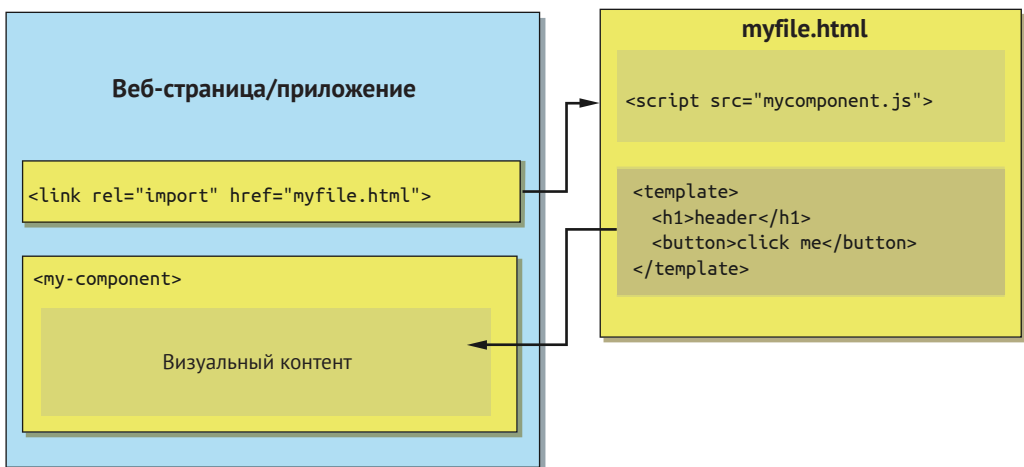 Веб-страница/приложение
<link rel="import" href="myfile.html">
<my-component>
Визуальный контент
myfile.html
<script src="mycomponent.js">
<template>
<h1>header</h1>
<button>click me</button>
</template>